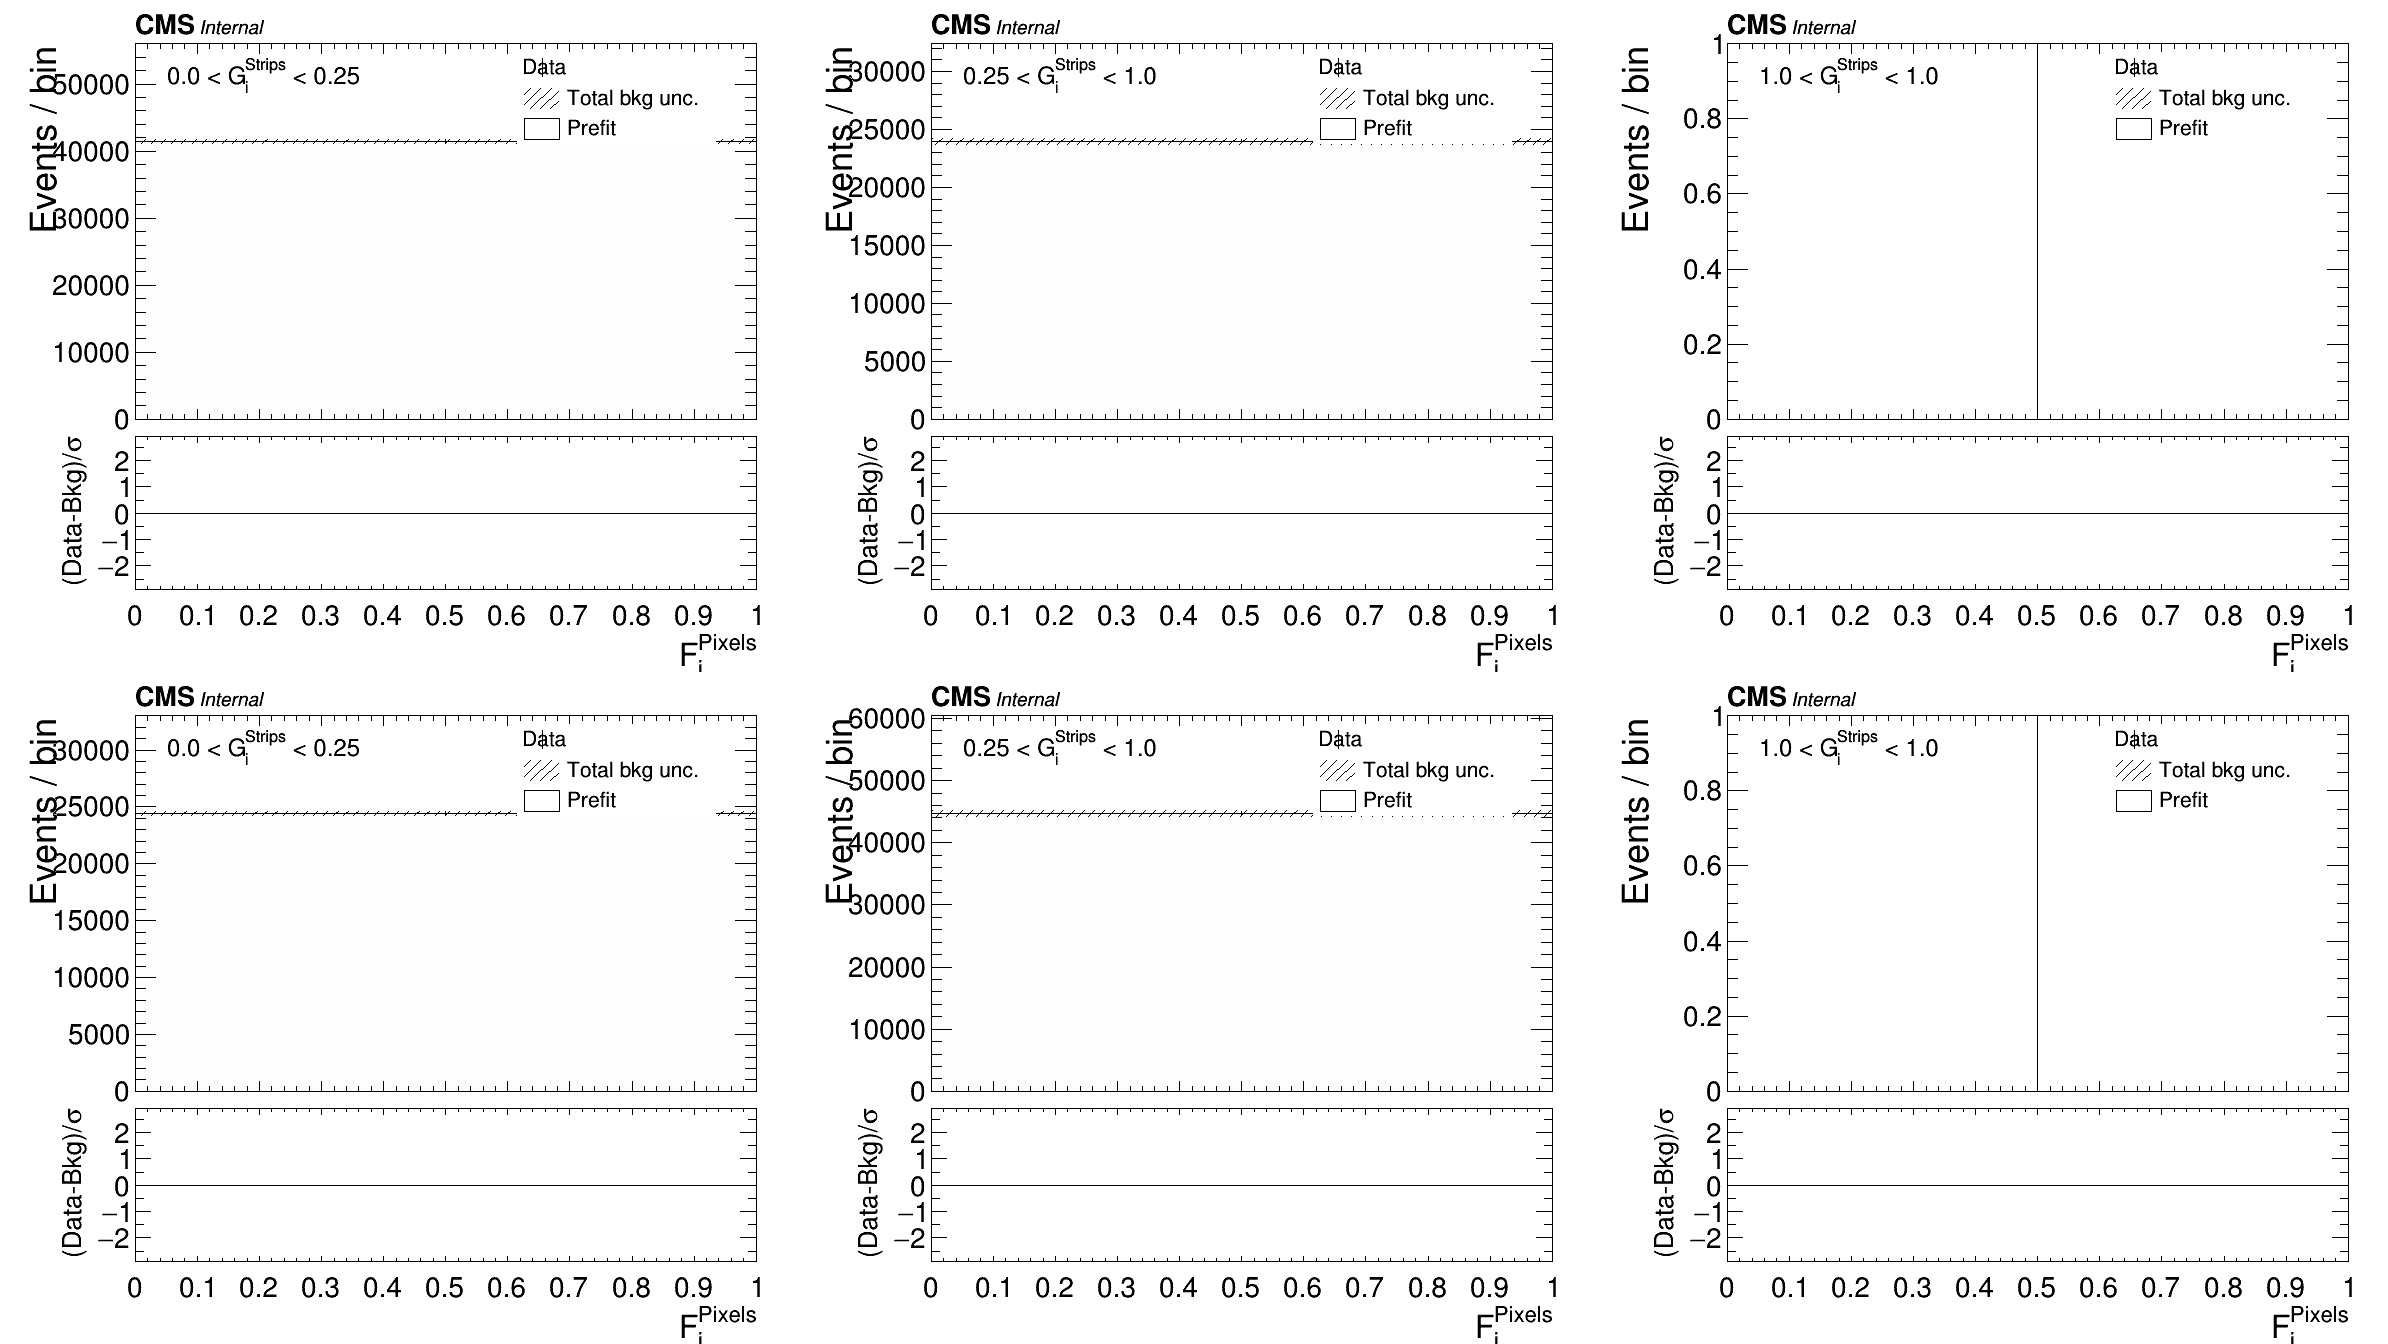 CMS Internal
Events / bin
0.0 < G_i^Strips < 0.25
Data
Total bkg unc.
Prefit
50000
40000
30000
20000
10000
0
(Data-Bkg)/σ
2
1
0
−1
−2
0 0.1 0.2 0.3 0.4 0.5 0.6 0.7 0.8 0.9 1
F_i^Pixels
CMS Internal
Events / bin
0.25 < G_i^Strips < 1.0
Data
Total bkg unc.
Prefit
30000
25000
20000
15000
10000
5000
0
(Data-Bkg)/σ
2
1
0
−1
−2
0 0.1 0.2 0.3 0.4 0.5 0.6 0.7 0.8 0.9 1
F_i^Pixels
CMS Internal
Events / bin
1.0 < G_i^Strips < 1.0
Data
Total bkg unc.
Prefit
1
0.8
0.6
0.4
0.2
0
(Data-Bkg)/σ
2
1
0
−1
−2
0 0.1 0.2 0.3 0.4 0.5 0.6 0.7 0.8 0.9 1
F_i^Pixels
CMS Internal
Events / bin
0.0 < G_i^Strips < 0.25
Data
Total bkg unc.
Prefit
30000
25000
20000
15000
10000
5000
0
(Data-Bkg)/σ
2
1
0
−1
−2
0 0.1 0.2 0.3 0.4 0.5 0.6 0.7 0.8 0.9 1
F_i^Pixels
CMS Internal
Events / bin
0.25 < G_i^Strips < 1.0
Data
Total bkg unc.
Prefit
60000
50000
40000
30000
20000
10000
0
(Data-Bkg)/σ
2
1
0
−1
−2
0 0.1 0.2 0.3 0.4 0.5 0.6 0.7 0.8 0.9 1
F_i^Pixels
CMS Internal
Events / bin
1.0 < G_i^Strips < 1.0
Data
Total bkg unc.
Prefit
1
0.8
0.6
0.4
0.2
0
(Data-Bkg)/σ
2
1
0
−1
−2
0 0.1 0.2 0.3 0.4 0.5 0.6 0.7 0.8 0.9 1
F_i^Pixels